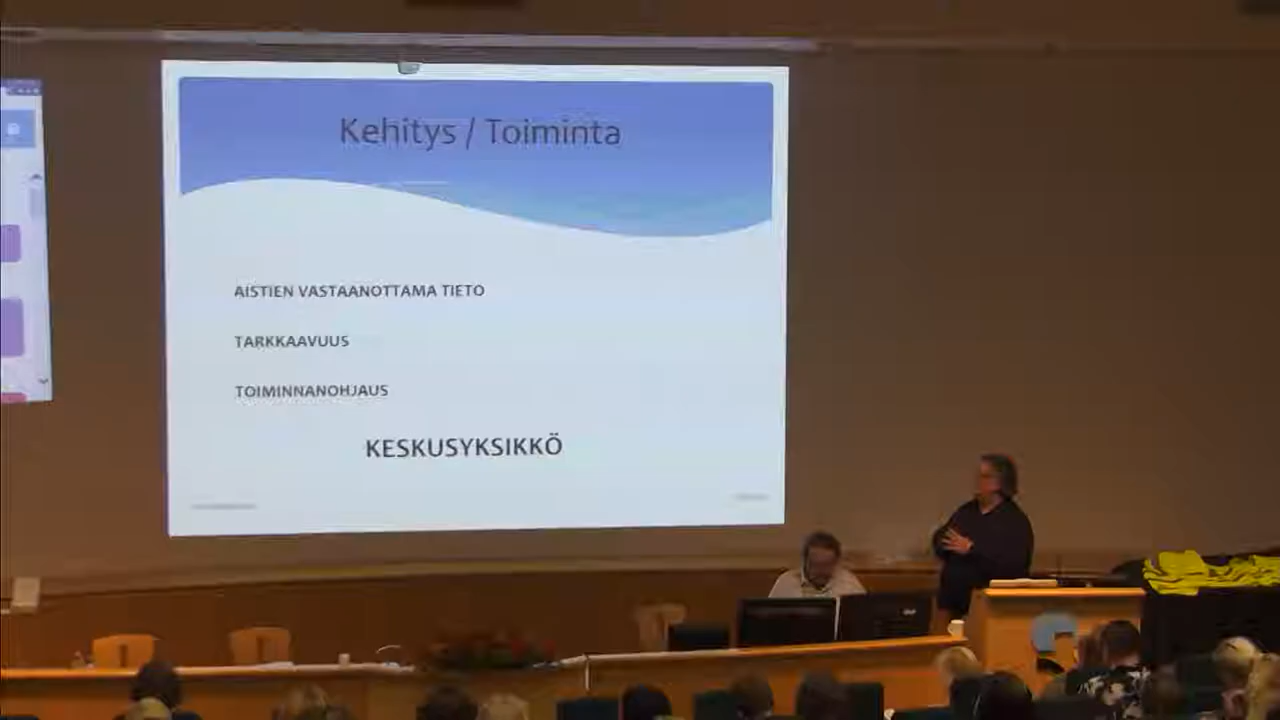 Kehitys / Toiminta
AISTIEN VASTAANOTTAMA TIETO
TARKKAAVUUS
TOIMINNANOHJAUS
KESKUSYKSIKKÖ